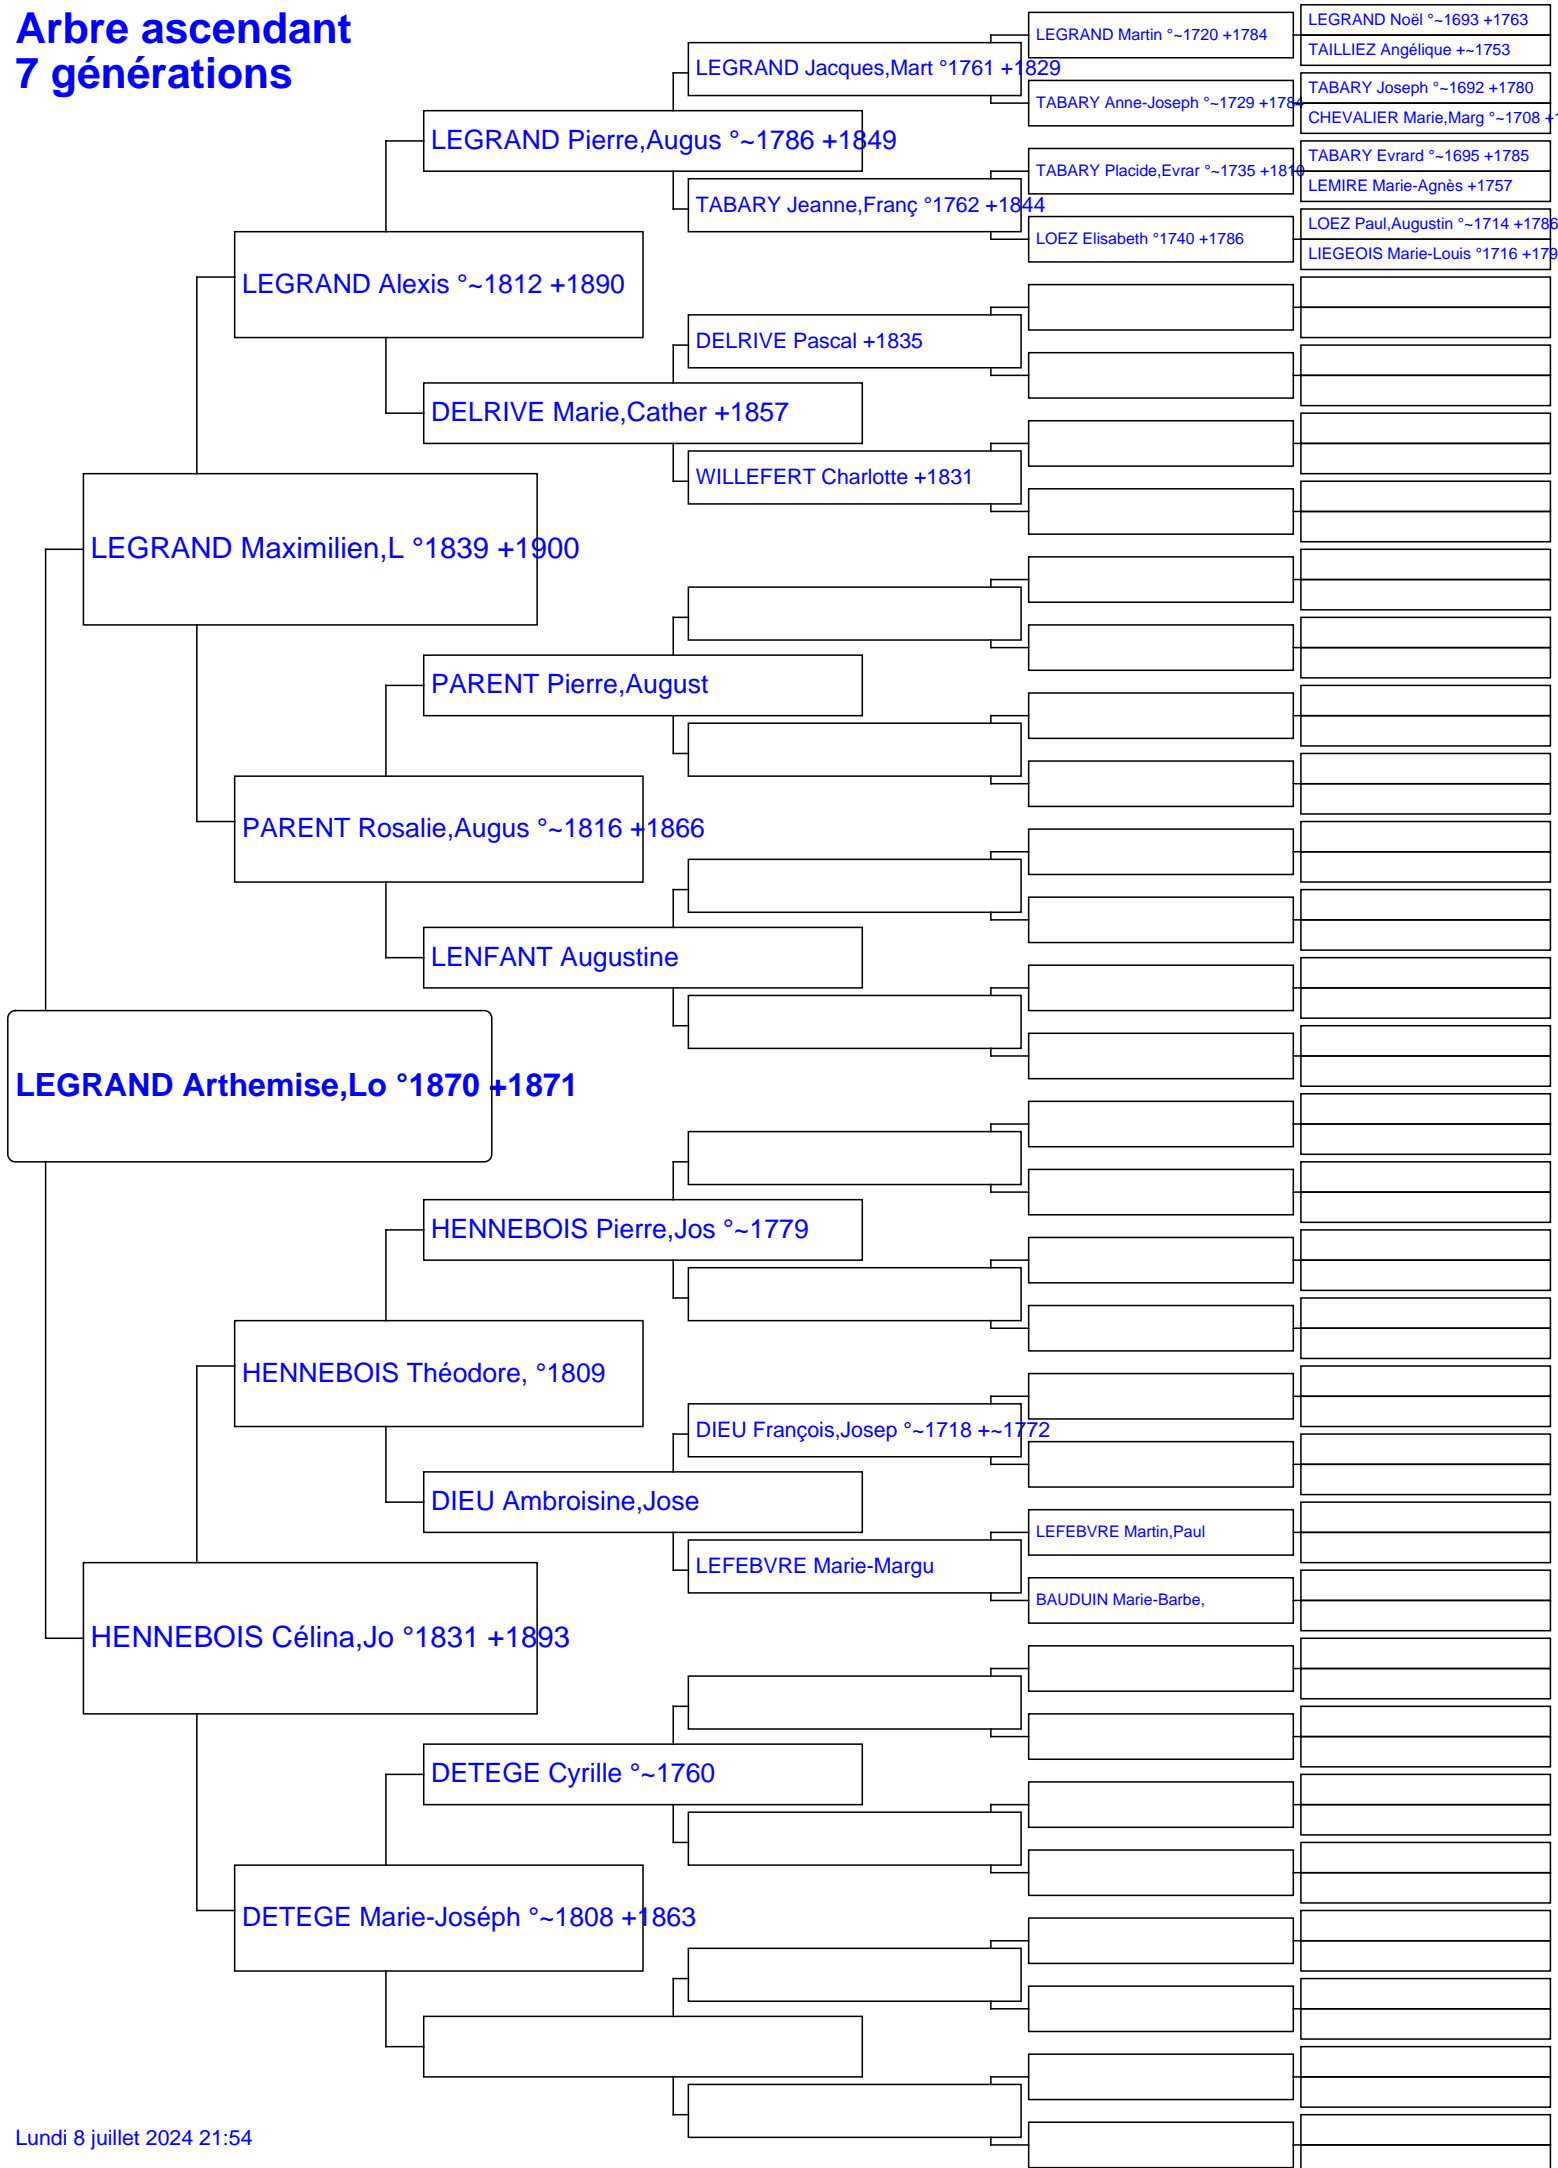 Arbre ascendant
7 générations
LEGRAND Noël °~1693 +1763
LEGRAND Martin °~1720 +1784
TAILLIEZ Angélique +~1753
LEGRAND Jacques,Mart °1761 +1829
TABARY Joseph °~1692 +1780
TABARY Anne-Joseph °~1729 +1784
CHEVALIER Marie,Marg °~1708 +
LEGRAND Pierre,Augus °~1786 +1849
TABARY Evrard °~1695 +1785
TABARY Placide,Evrar °~1735 +1810
LEMIRE Marie-Agnès +1757
TABARY Jeanne,Franç °1762 +1844
LOEZ Paul,Augustin °~1714 +1786
LOEZ Elisabeth °1740 +1786
LIEGEOIS Marie-Louis °1716 +179
LEGRAND Alexis °~1812 +1890
DELRIVE Pascal +1835
DELRIVE Marie,Cather +1857
WILLEFERT Charlotte +1831
LEGRAND Maximilien,L °1839 +1900
PARENT Pierre,August
PARENT Rosalie,Augus °~1816 +1866
LENFANT Augustine
LEGRAND Arthemise,Lo °1870 +1871
HENNEBOIS Pierre,Jos °~1779
HENNEBOIS Théodore, °1809
DIEU François,Josep °~1718 +~1772
DIEU Ambroisine,Jose
LEFEBVRE Martin,Paul
LEFEBVRE Marie-Margu
BAUDUIN Marie-Barbe,
HENNEBOIS Célina,Jo °1831 +1893
DETEGE Cyrille °~1760
DETEGE Marie-Joséph °~1808 +1863
Lundi 8 juillet 2024 21:54